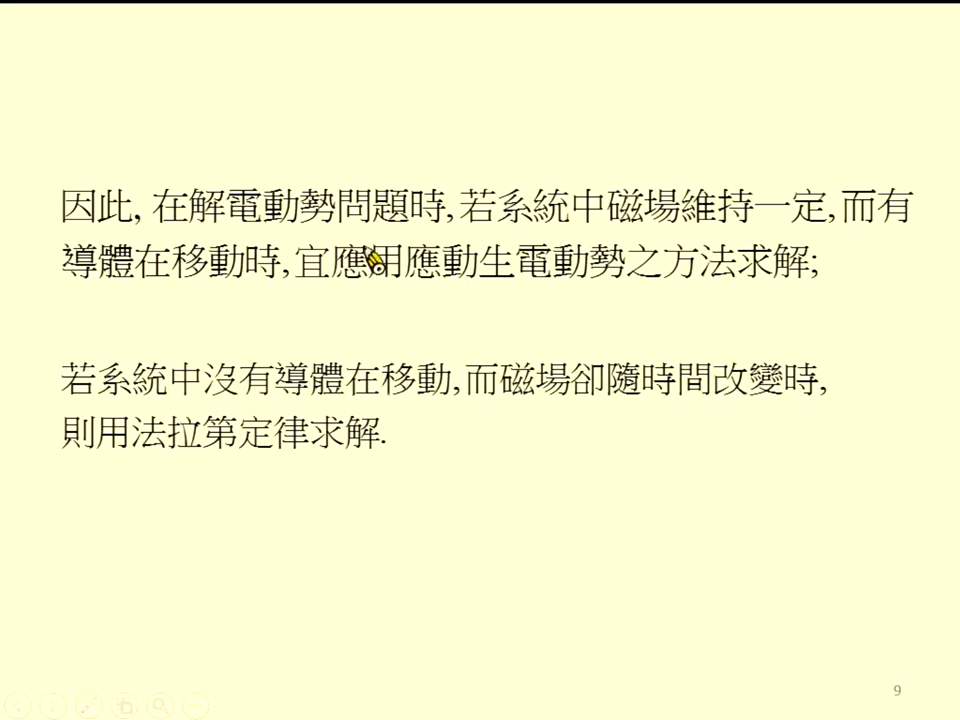 因此, 在解電動勢問題時,若系統中磁場維持一定,而有
導體在移動時,宜應用應動生電動勢之方法求解;
若系統中沒有導體在移動,而磁場卻隨時間改變時,
則用法拉第定律求解.
9